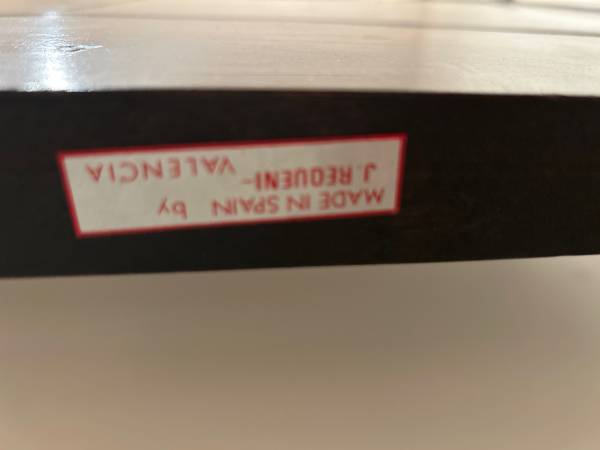 MADE IN SPAIN by
J. REQUENI- VALENCIA